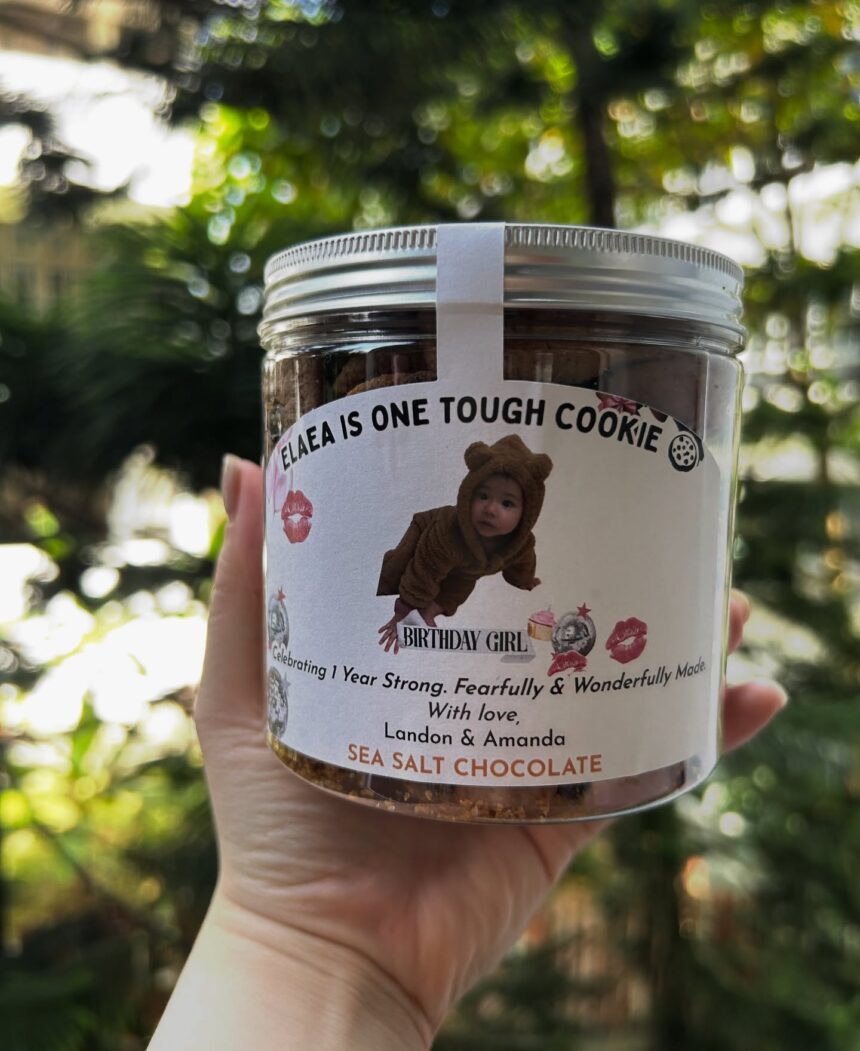 ELAEA IS ONE TOUGH COOKIE
BIRTHDAY GIRL
Celebrating 1 Year Strong. Fearfully & Wonderfully Made.
With love,
Landon & Amanda
SEA SALT CHOCOLATE